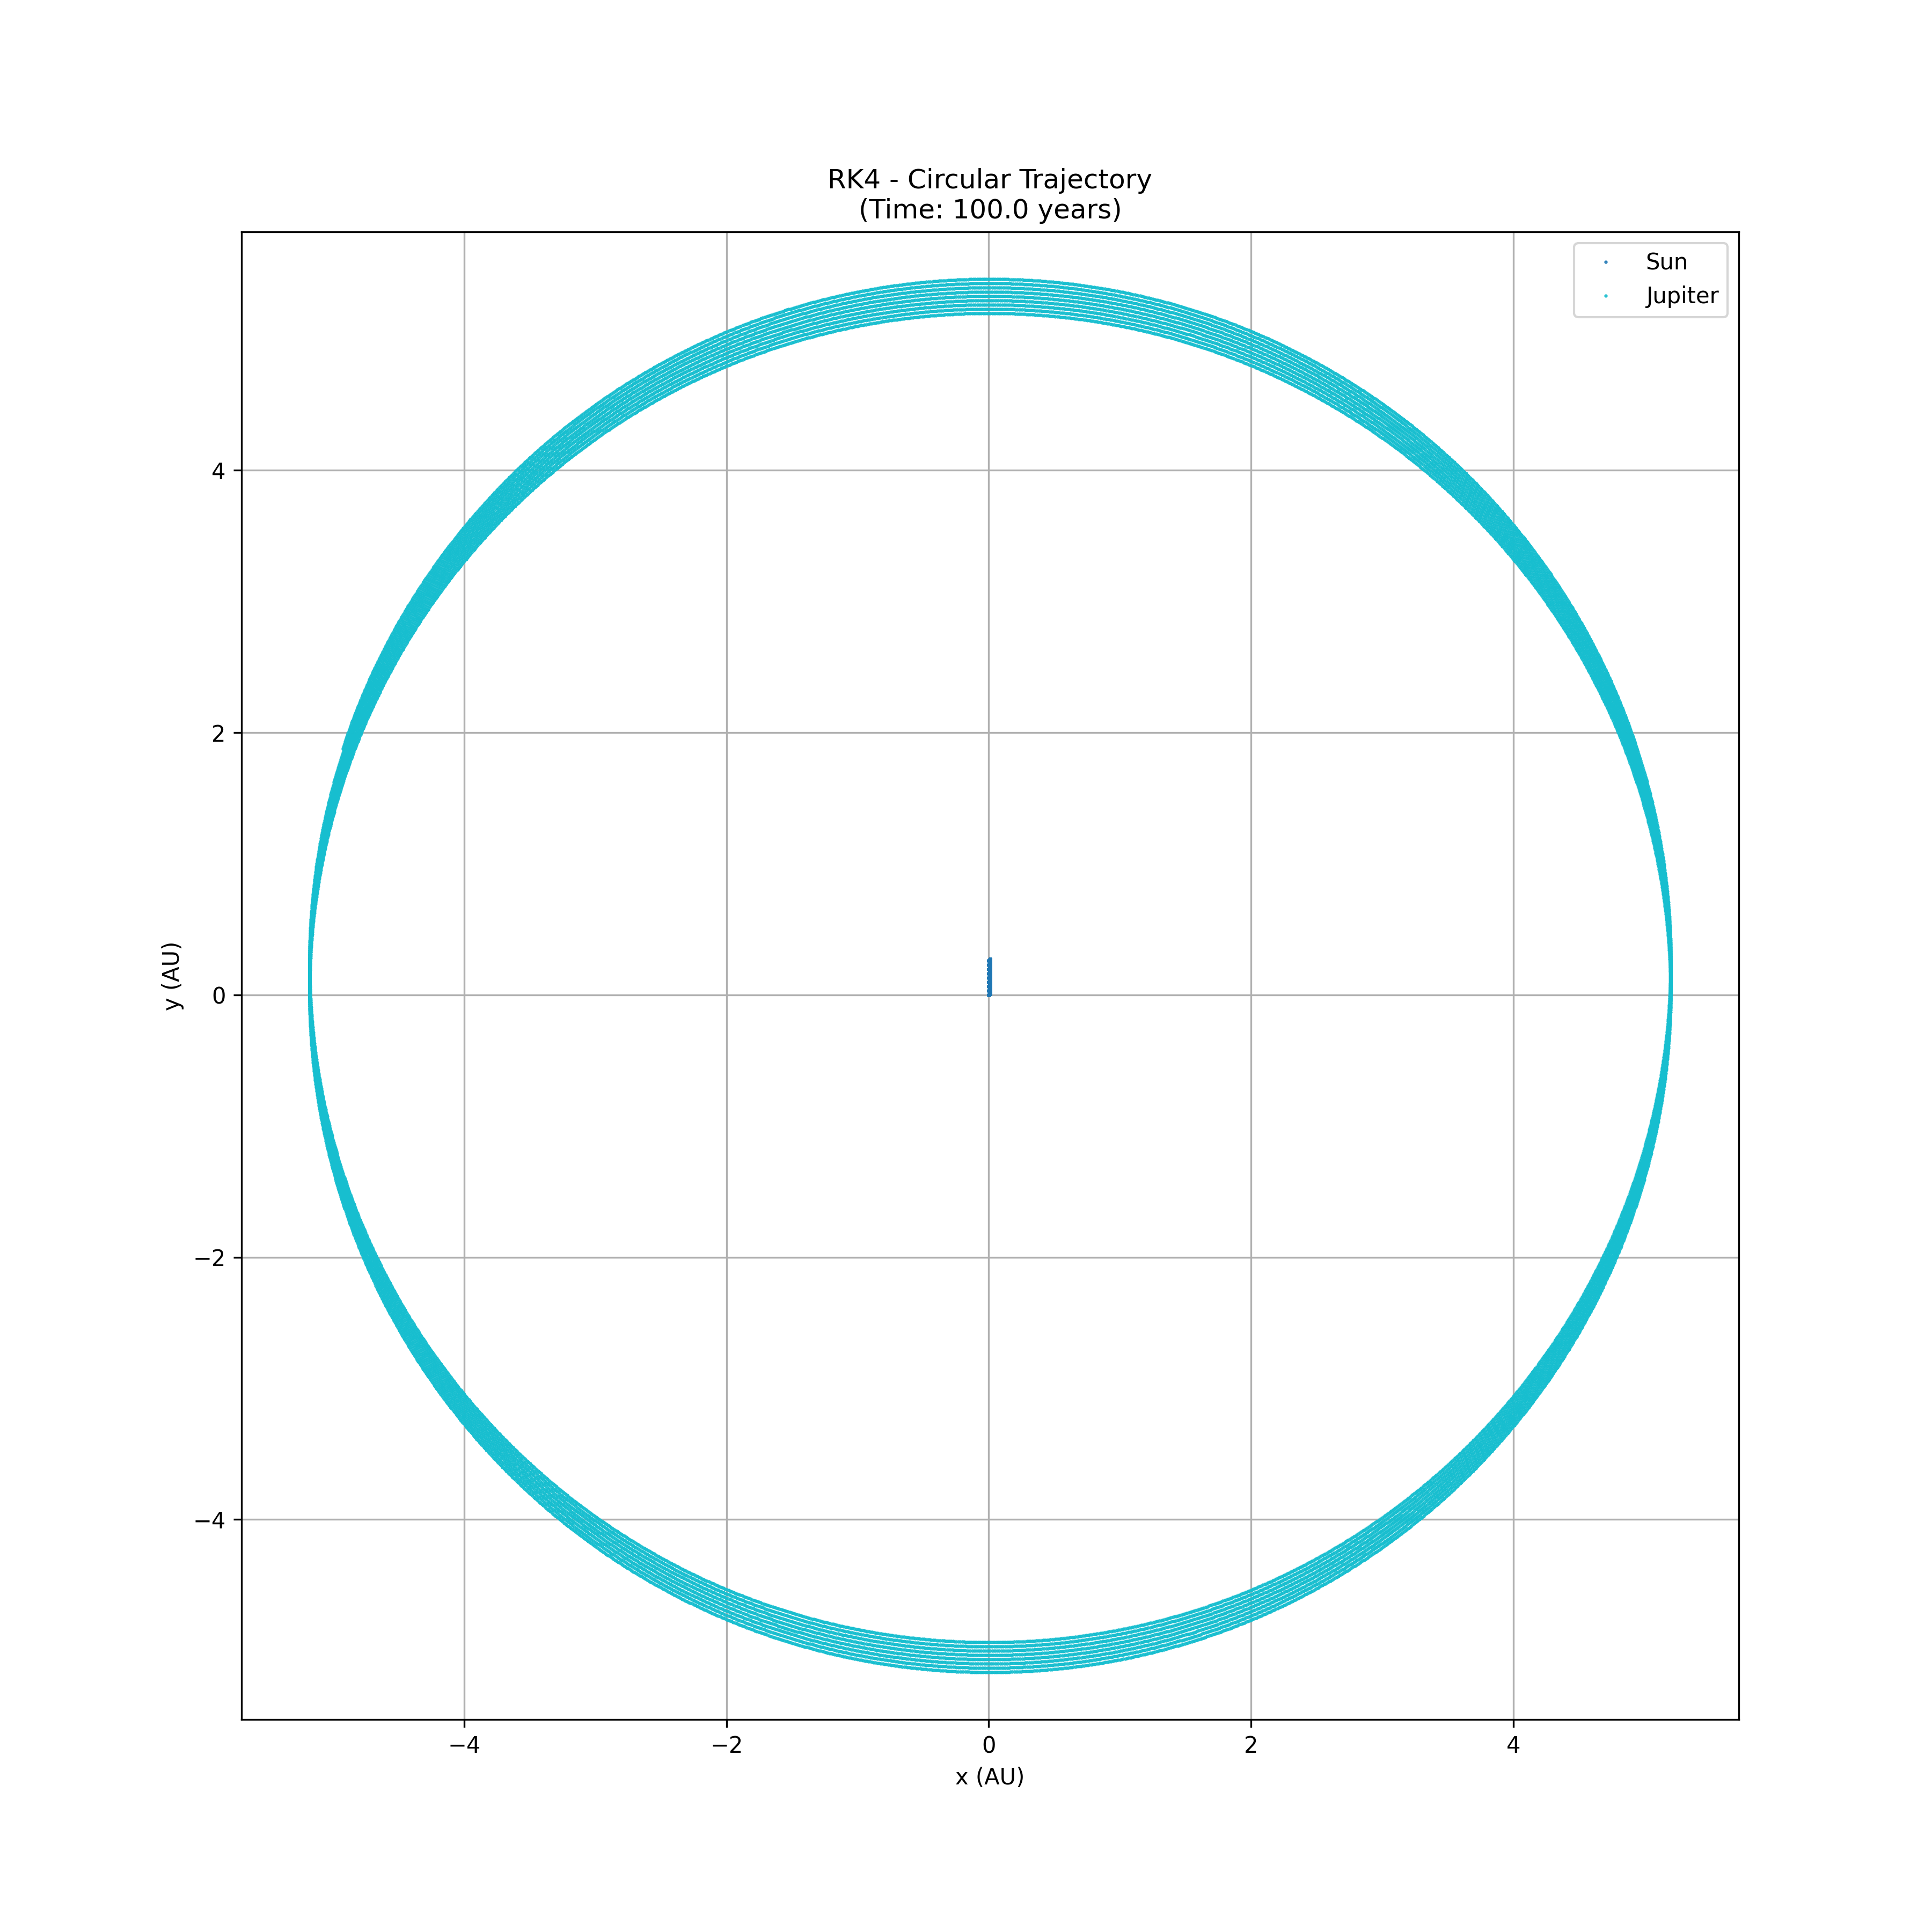 RK4 - Circular Trajectory
(Time: 100.0 years)
Sun
Jupiter
4
2
0
−2
−4
y (AU)
−4
−2
0
2
4
x (AU)